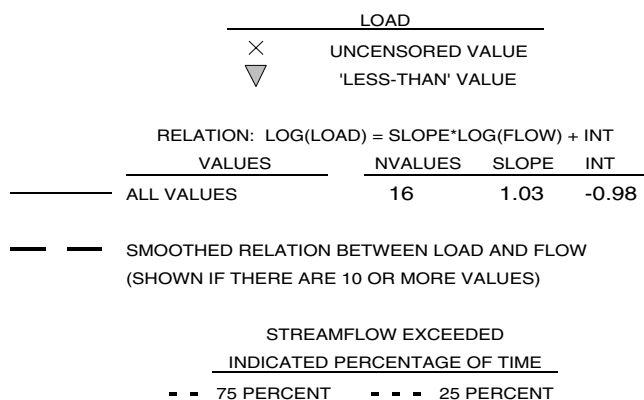 LOAD
UNCENSORED VALUE
'LESS-THAN' VALUE
RELATION: LOG(LOAD) = SLOPE*LOG(FLOW) + INT
VALUES NVALUES SLOPE INT
ALL VALUES 16 1.03 -0.98
SMOOTHED RELATION BETWEEN LOAD AND FLOW
(SHOWN IF THERE ARE 10 OR MORE VALUES)
STREAMFLOW EXCEEDED
INDICATED PERCENTAGE OF TIME
75 PERCENT 25 PERCENT